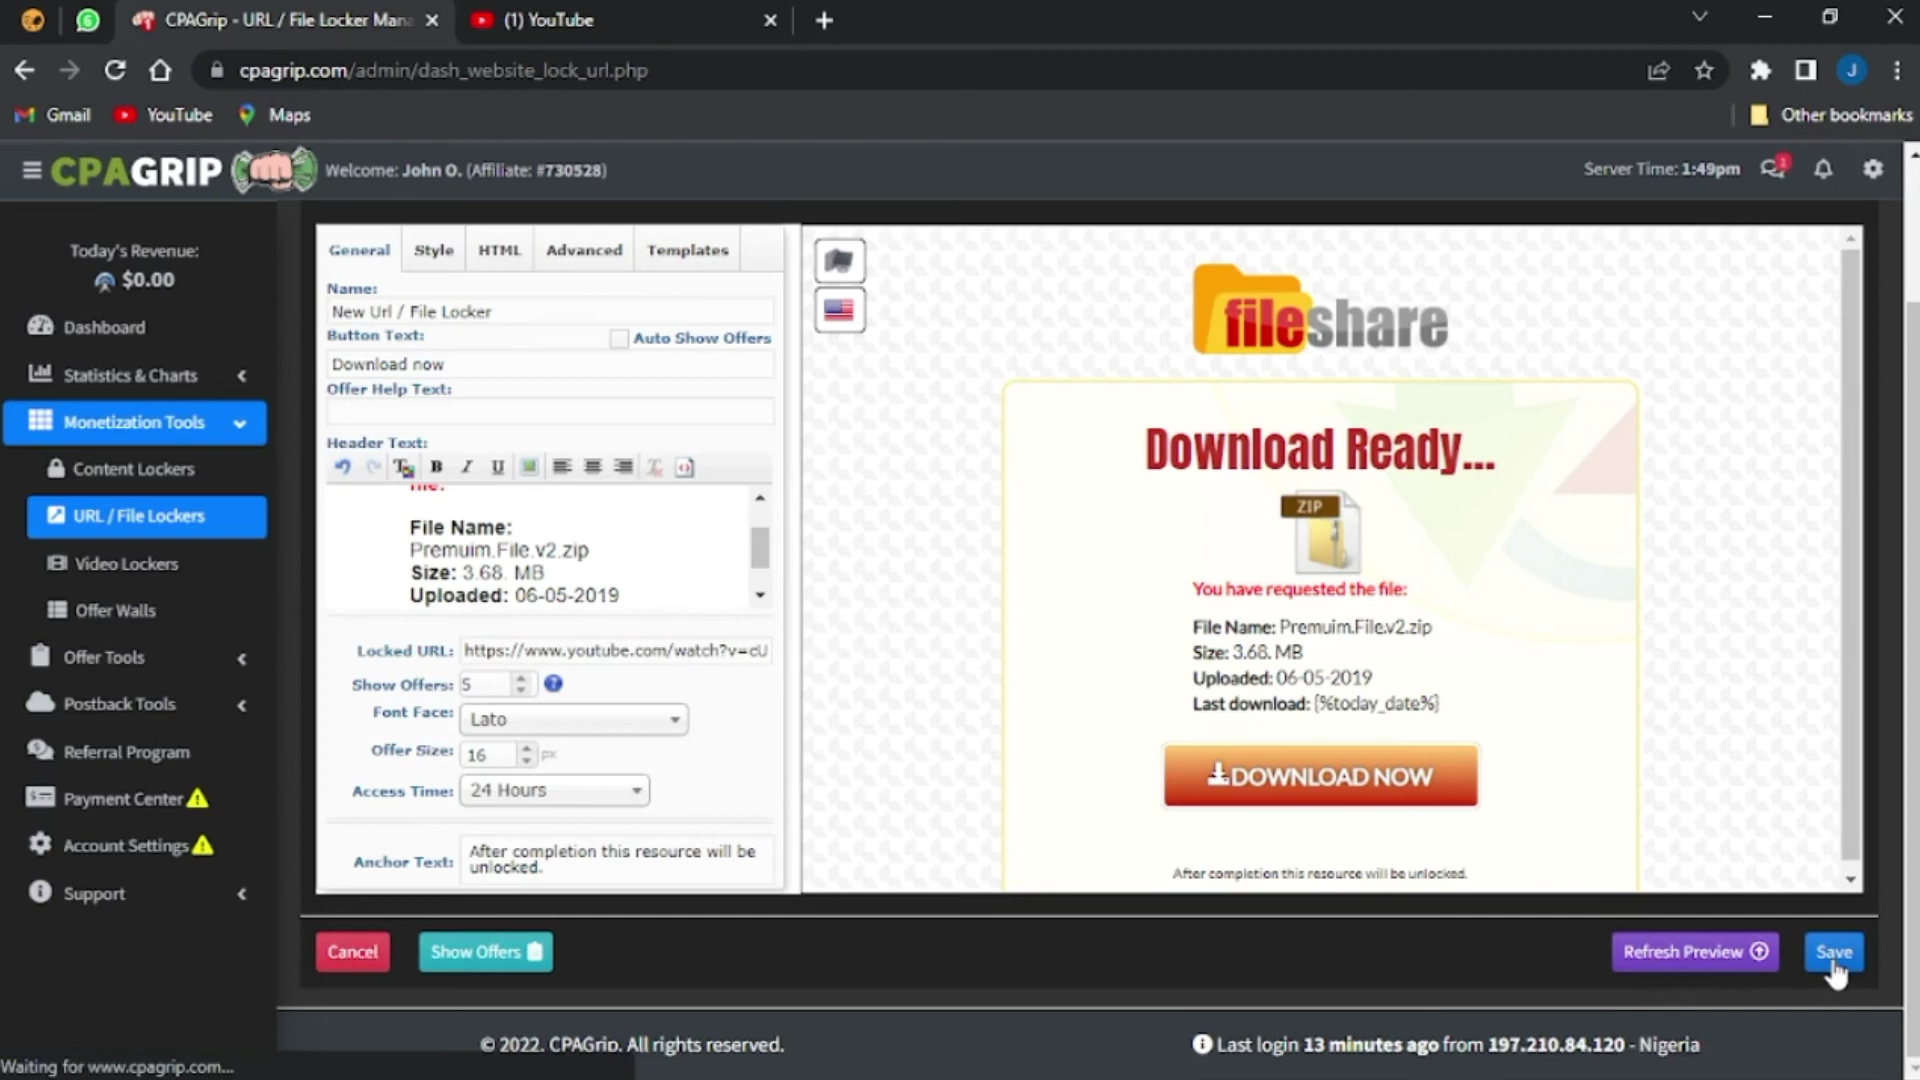 CPAGrip - URL / File Locker Man
(1) YouTube
cpagrip.com/admin/dash_website_lock_url.php
J
Gmail
YouTube
Maps
Other bookmarks
CPAGRIP
Welcome: John O. (Affiliate: #730528)
Server Time: 1:49pm
1
Today's Revenue:
$0.00
Dashboard
Statistics & Charts
Monetization Tools
Content Lockers
URL / File Lockers
Video Lockers
Offer Walls
Offer Tools
Postback Tools
Referral Program
Payment Center
Account Settings
Support
General
Style
HTML
Advanced
Templates
Name:
New Url / File Locker
Button Text:
Auto Show Offers
Download now
Offer Help Text:
Header Text:
B I U
file:
File Name:
Premuim.File.v2.zip
Size: 3.68. MB
Uploaded: 06-05-2019
Locked URL: https://www.youtube.com/watch?v=cU
Show Offers: 5
Font Face: Lato
Offer Size: 16 px
Access Time: 24 Hours
Anchor Text: After completion this resource will be
unlocked.
fileshare
Download Ready...
ZIP
You have requested the file:
File Name: Premuim.File.v2.zip
Size: 3.68. MB
Uploaded: 06-05-2019
Last download: {%today_date%}
DOWNLOAD NOW
After completion this resource will be unlocked.
Cancel
Show Offers
Refresh Preview
Save
© 2022. CPAGrip. All rights reserved.
Last login 13 minutes ago from 197.210.84.120 - Nigeria
Waiting for www.cpagrip.com...